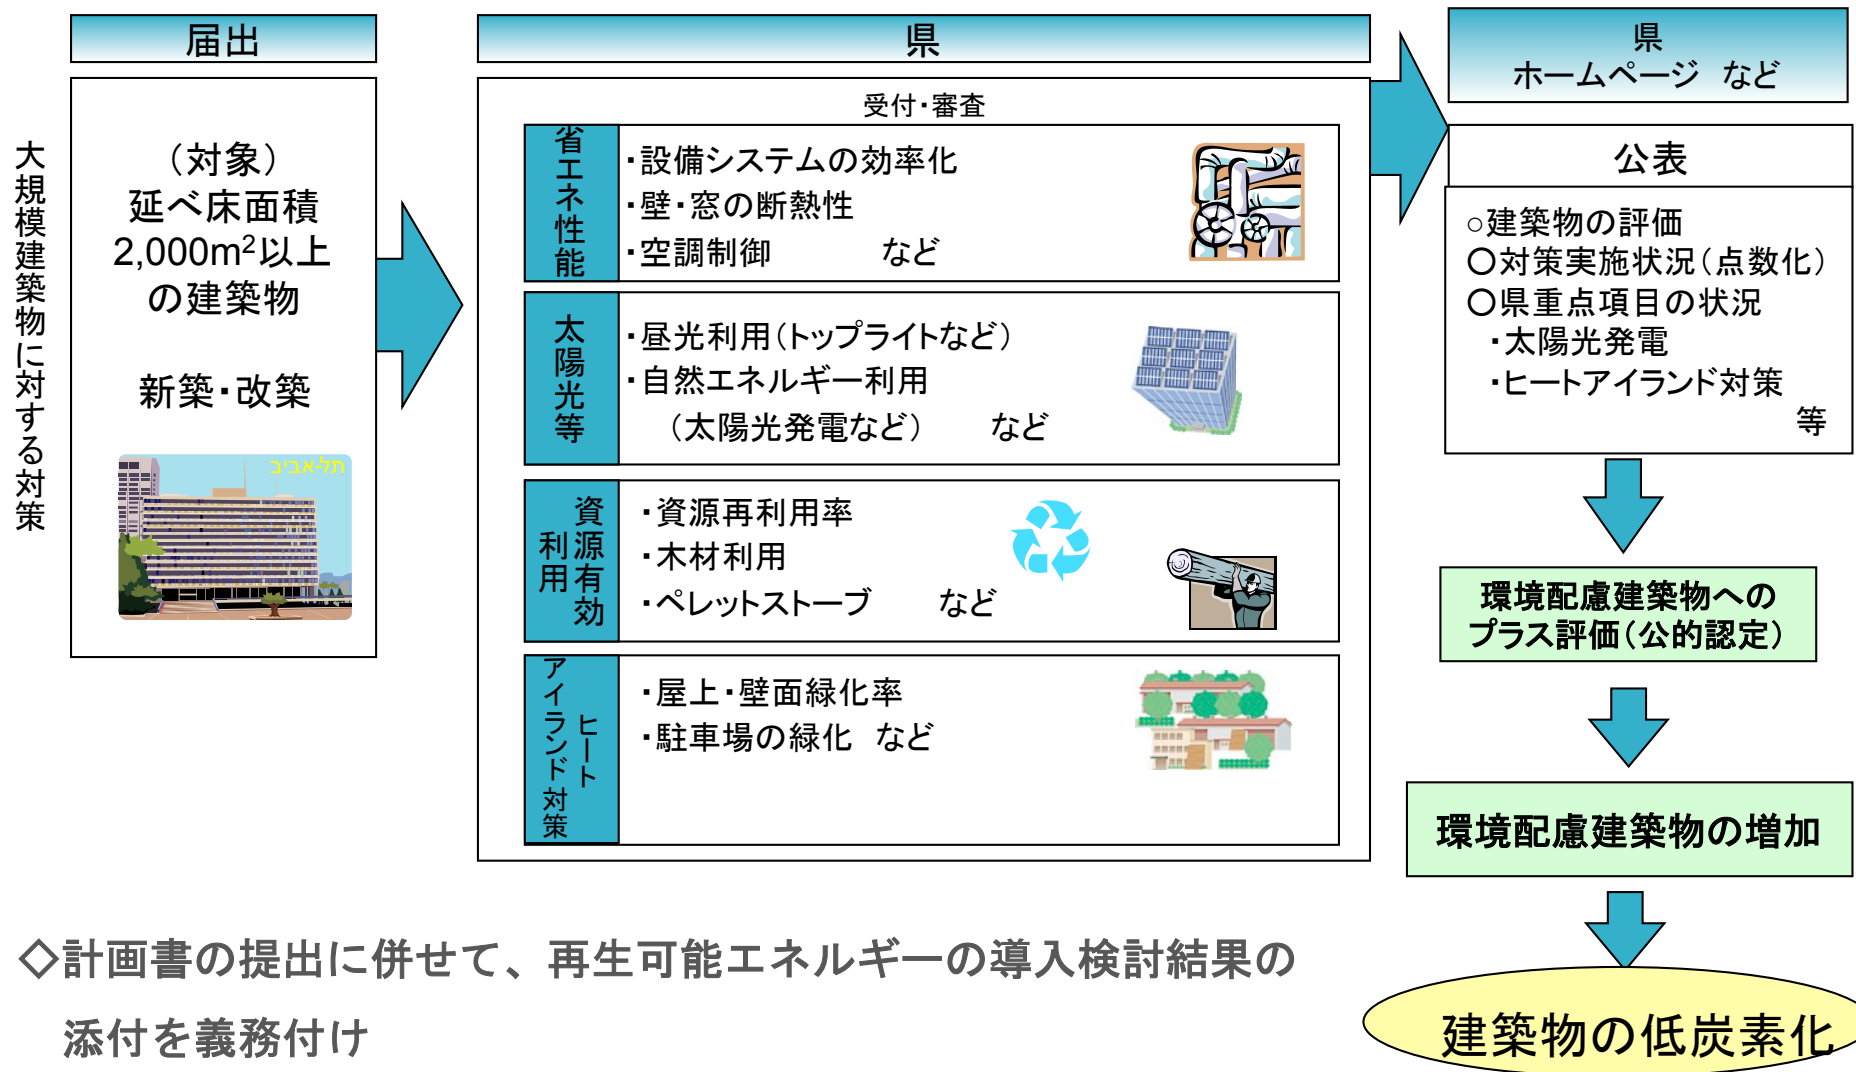 大規模建築物に対する対策
届出
(対象)
延べ床面積
2,000m²以上
の建築物
新築・改築
תל-אביב
県
受付・審査
省エネ性能
・設備システムの効率化
・壁・窓の断熱性
・空調制御　など
太陽光等
・昼光利用(トップライトなど)
・自然エネルギー利用
(太陽光発電など)　など
資源有効
利用
・資源再利用率
・木材利用
・ペレットストーブ　など
ヒート
アイランド対策
・屋上・壁面緑化率
・駐車場の緑化　など
県
ホームページ　など
公表
○建築物の評価
〇対策実施状況(点数化)
〇県重点項目の状況
・太陽光発電
・ヒートアイランド対策
等
環境配慮建築物への
プラス評価(公的認定)
環境配慮建築物の増加
建築物の低炭素化
◇計画書の提出に併せて、再生可能エネルギーの導入検討結果の
添付を義務付け